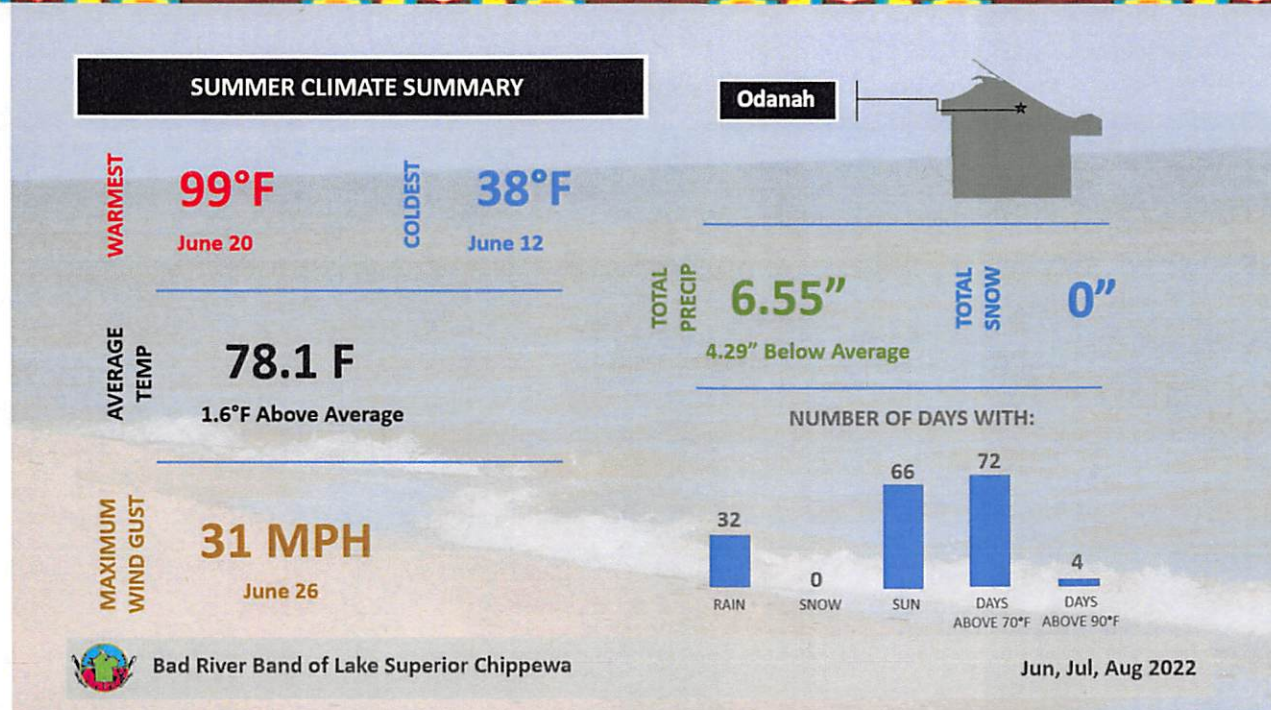 SUMMER CLIMATE SUMMARY
Odanah
WARMEST
99°F
June 20
COLDEST
38°F
June 12
TOTAL
PRECIP
6.55”
4.29” Below Average
TOTAL
SNOW
0”
AVERAGE
TEMP
78.1 F
1.6°F Above Average
NUMBER OF DAYS WITH:
32
0
66
72
4
RAIN
SNOW
SUN
DAYS
ABOVE 70°F
DAYS
ABOVE 90°F
MAXIMUM
WIND GUST
31 MPH
June 26
Bad River Band of Lake Superior Chippewa
Jun, Jul, Aug 2022